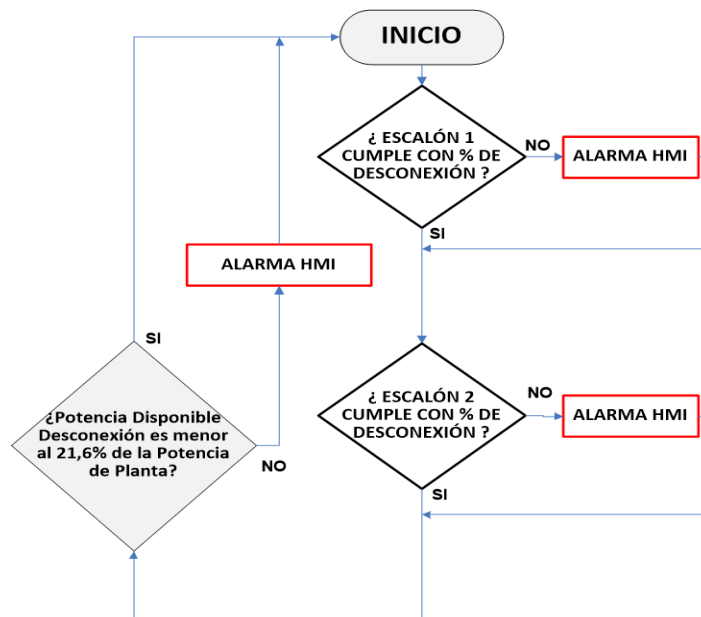 INICIO
¿ ESCALÓN 1
CUMPLE CON % DE
DESCONEXIÓN ?
NO
ALARMA HMI
SI
ALARMA HMI
SI
¿Potencia Disponible
Desconexión es menor
al 21,6% de la Potencia
de Planta?
NO
¿ ESCALÓN 2
CUMPLE CON % DE
DESCONEXIÓN ?
NO
ALARMA HMI
SI